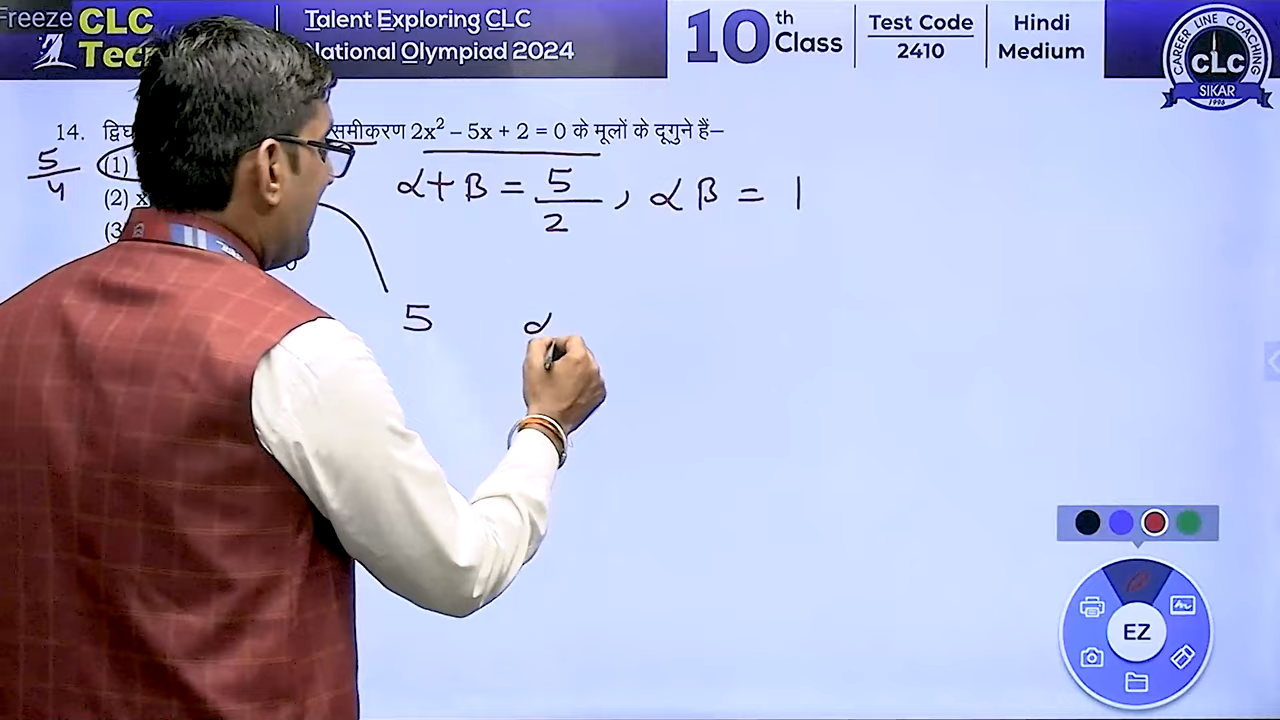 Freeze
CLC
Talent Exploring CLC
National Olympiad 2024
10th Class
Test Code
2410
Hindi
Medium
CAREER LINE COACHING
CLC
SIKAR
1996
14. समीकरण 2x² – 5x + 2 = 0 के मूलों के दूगुने हैं–
5/4
(1)
(2) x
(3
α+β = 5/2 , αβ = 1
5 α
EZ